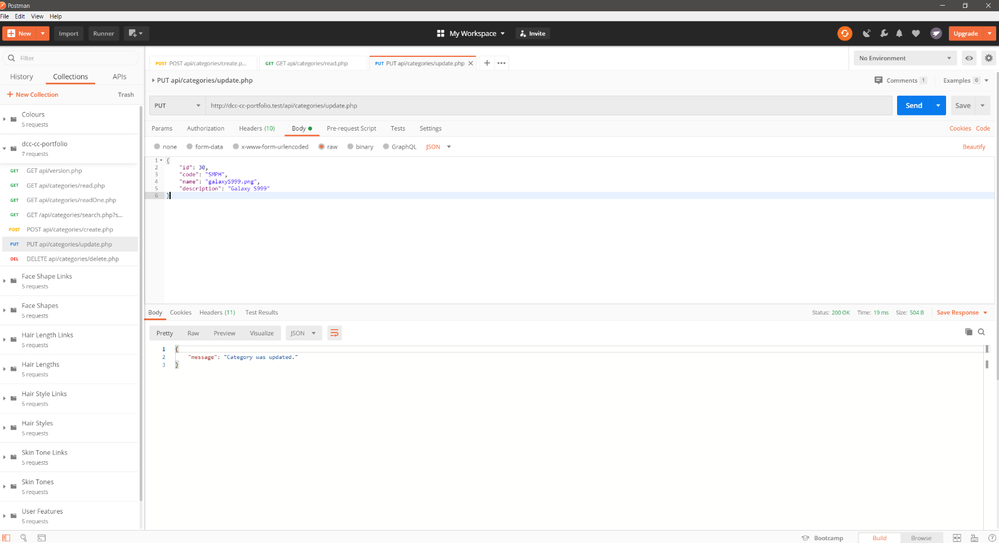 Postman
File Edit View Help
New Import Runner My Workspace Invite Upgrade
Filter
History Collections APIs
New Collection Trash
Colours
5 requests
dcc-cc-portfolio
7 requests
GET GET api/version.php
GET GET api/categories/read.php
GET GET api/categories/readOne.php
GET GET /api/categories/search.php?s...
POST POST api/categories/create.php
PUT PUT api/categories/update.php
DEL DELETE api/categories/delete.php
Face Shape Links
5 requests
Face Shapes
5 requests
Hair Length Links
5 requests
Hair Lengths
5 requests
Hair Style Links
5 requests
Hair Styles
5 requests
Skin Tone Links
5 requests
Skin Tones
5 requests
User Features
5 requests
POST POST api/categories/create.p... GET GET api/categories/read.php PUT PUT api/categories/update.php
No Environment
PUT api/categories/update.php
Comments 1 Examples 0
PUT http://dcc-cc-portfolio.test/api/categories/update.php Send Save
Params Authorization Headers (10) Body Pre-request Script Tests Settings Cookies Code
none form-data x-www-form-urlencoded raw binary GraphQL JSON Beautify
1 {
2 "id": 30,
3 "code": "SMPH",
4 "name": "galaxyS999.png",
5 "description": "Galaxy S999"
6 }
Body Cookies Headers (11) Test Results Status: 200 OK Time: 19 ms Size: 504 B Save Response
Pretty Raw Preview Visualize JSON
1 {
2 "message": "Category was updated."
3 }
Bootcamp Build Browse